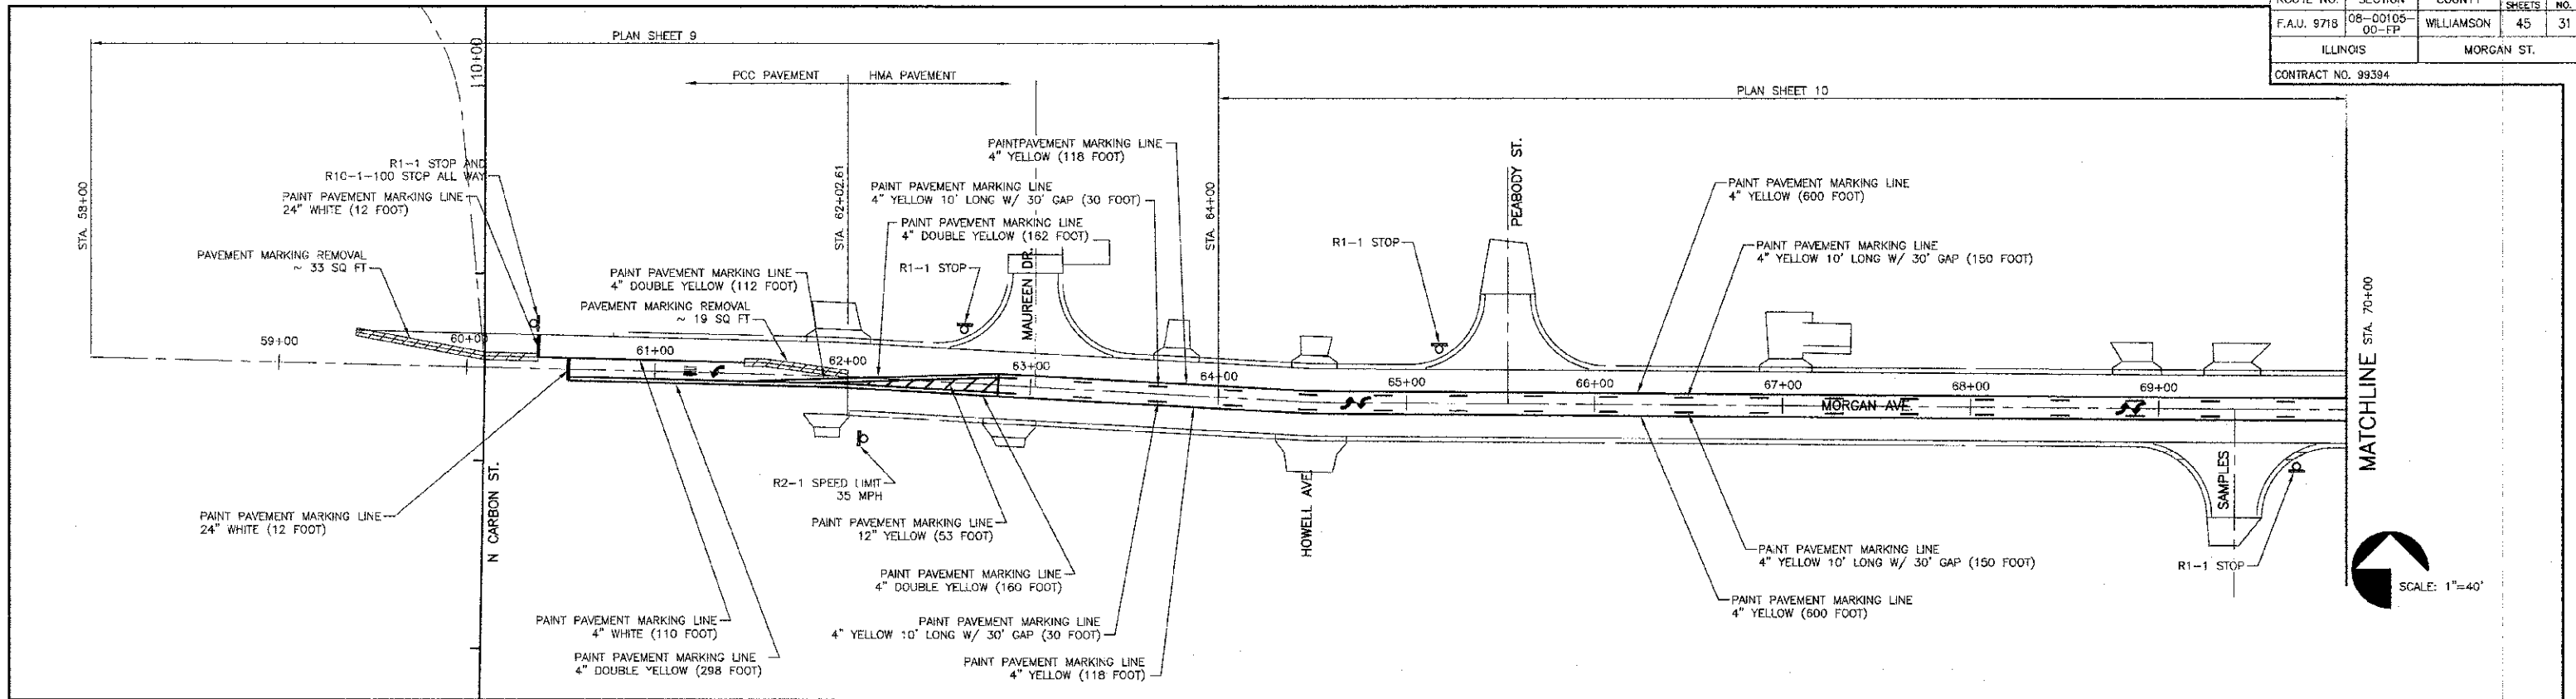 ROUTE NO. SECTION COUNTY SHEETS NO.
F.A.U. 9718 08-00105-00-FP WILLIAMSON 45 31
ILLINOIS MORGAN ST.
CONTRACT NO. 99394
PLAN SHEET 9
PCC PAVEMENT HMA PAVEMENT
PLAN SHEET 10
110+00
STA. 58+00
STA. 62+02.61
STA. 64+00
R1-1 STOP AND
R10-1-100 STOP ALL WAY
PAINT PAVEMENT MARKING LINE
24" WHITE (12 FOOT)
PAVEMENT MARKING REMOVAL
~ 33 SQ FT
PAINTPAVEMENT MARKING LINE
4" YELLOW (118 FOOT)
PAINT PAVEMENT MARKING LINE
4" YELLOW 10' LONG W/ 30' GAP (30 FOOT)
PAINT PAVEMENT MARKING LINE
4" DOUBLE YELLOW (162 FOOT)
PAINT PAVEMENT MARKING LINE
4" DOUBLE YELLOW (112 FOOT)
PAVEMENT MARKING REMOVAL
~ 19 SQ FT
R1-1 STOP
MAUREEN DR.
R1-1 STOP
PEABODY ST.
PAINT PAVEMENT MARKING LINE
4" YELLOW (600 FOOT)
PAINT PAVEMENT MARKING LINE
4" YELLOW 10' LONG W/ 30' GAP (150 FOOT)
59+00
60+00
61+00
62+00
63+00
64+00
65+00
66+00
67+00
68+00
69+00
MORGAN AVE.
MATCHLINE STA. 70+00
N CARBON ST.
HOWELL AVE.
SAMPLES
R2-1 SPEED LIMIT
35 MPH
PAINT PAVEMENT MARKING LINE
24" WHITE (12 FOOT)
PAINT PAVEMENT MARKING LINE
12" YELLOW (53 FOOT)
PAINT PAVEMENT MARKING LINE
4" DOUBLE YELLOW (160 FOOT)
PAINT PAVEMENT MARKING LINE
4" WHITE (110 FOOT)
PAINT PAVEMENT MARKING LINE
4" DOUBLE YELLOW (298 FOOT)
PAINT PAVEMENT MARKING LINE
4" YELLOW 10' LONG W/ 30' GAP (30 FOOT)
PAINT PAVEMENT MARKING LINE
4" YELLOW (118 FOOT)
PAINT PAVEMENT MARKING LINE
4" YELLOW 10' LONG W/ 30' GAP (150 FOOT)
PAINT PAVEMENT MARKING LINE
4" YELLOW (600 FOOT)
R1-1 STOP
SCALE: 1"=40'